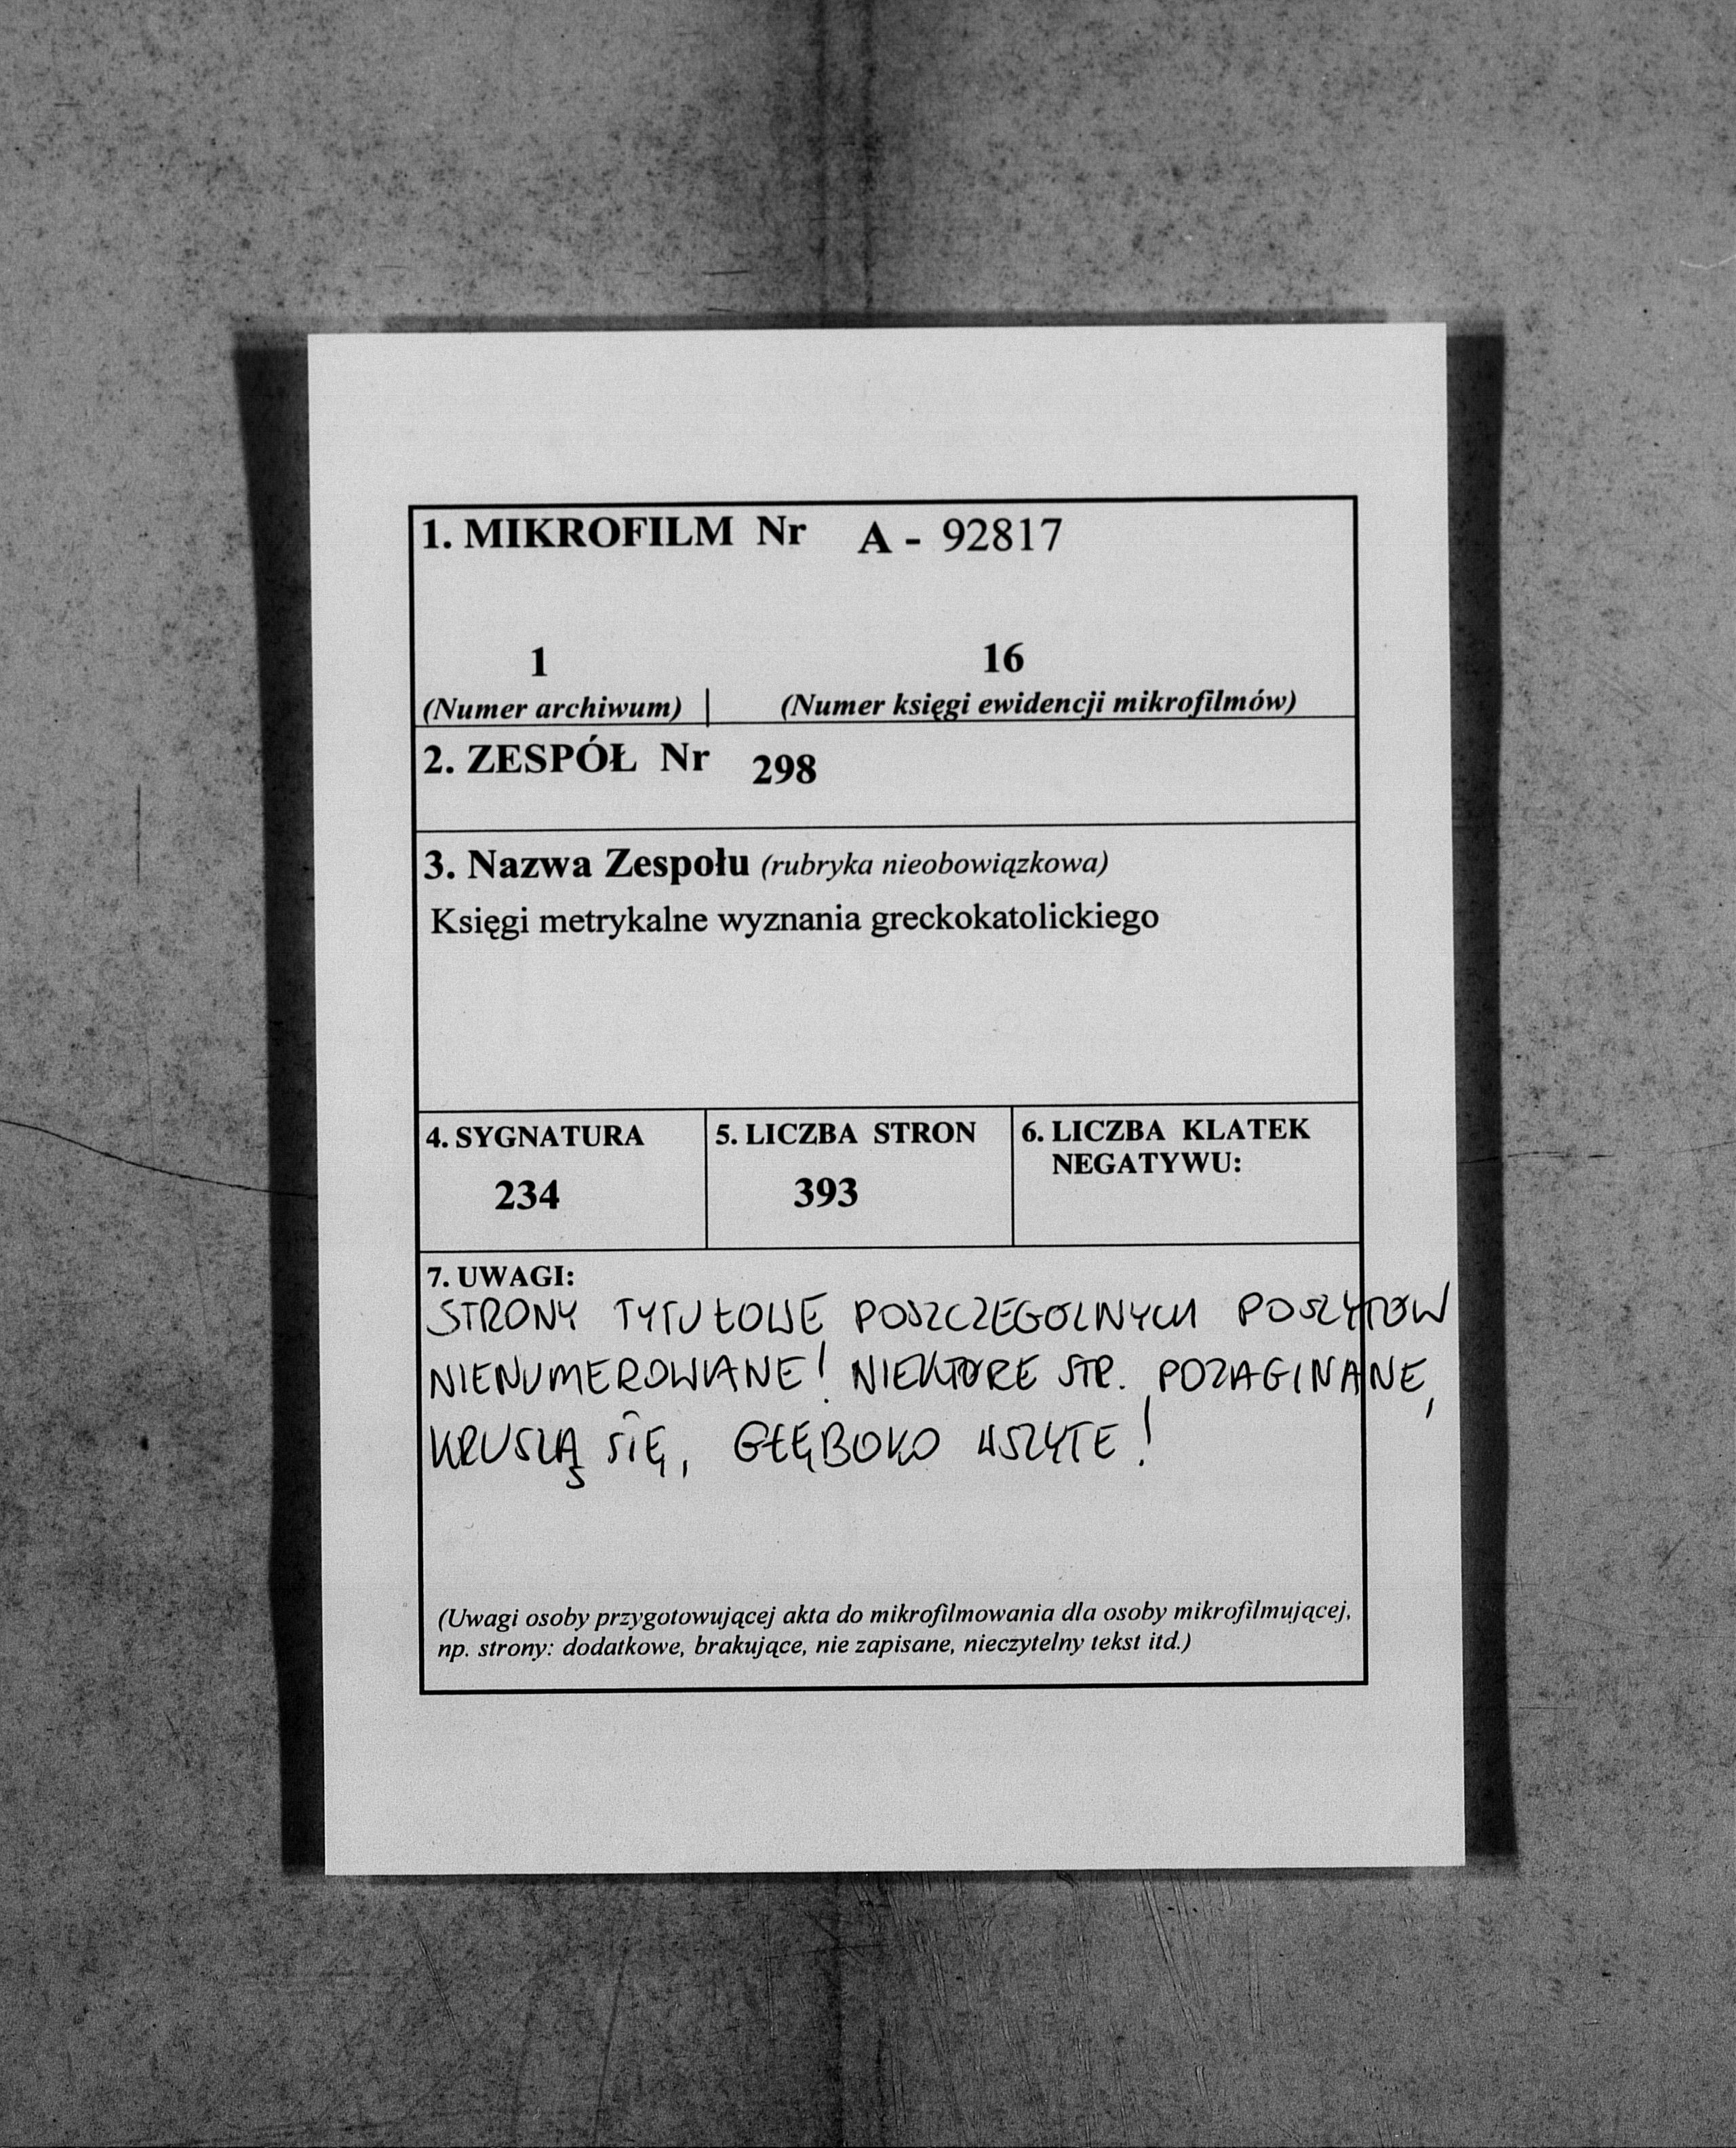 1. MIKROFILM Nr A - 92817
1 16
(Numer archiwum) | (Numer księgi ewidencji mikrofilmów)
2. ZESPÓŁ Nr 298
3. Nazwa Zespołu (rubryka nieobowiązkowa)
Księgi metrykalne wyznania greckokatolickiego
4. SYGNATURA
234
5. LICZBA STRON
393
6. LICZBA KLATEK
NEGATYWU:
7. UWAGI:
STRONY TYTUŁOWE POSZCZEGÓLNYCH POSZYTÓW
NIENUMEROWANE! NIEKTÓRE STR. POZAGINANE,
KRUSZĄ SIĘ, GŁĘBOKO WSZYTE!
(Uwagi osoby przygotowującej akta do mikrofilmowania dla osoby mikrofilmującej,
np. strony: dodatkowe, brakujące, nie zapisane, nieczytelny tekst itd.)